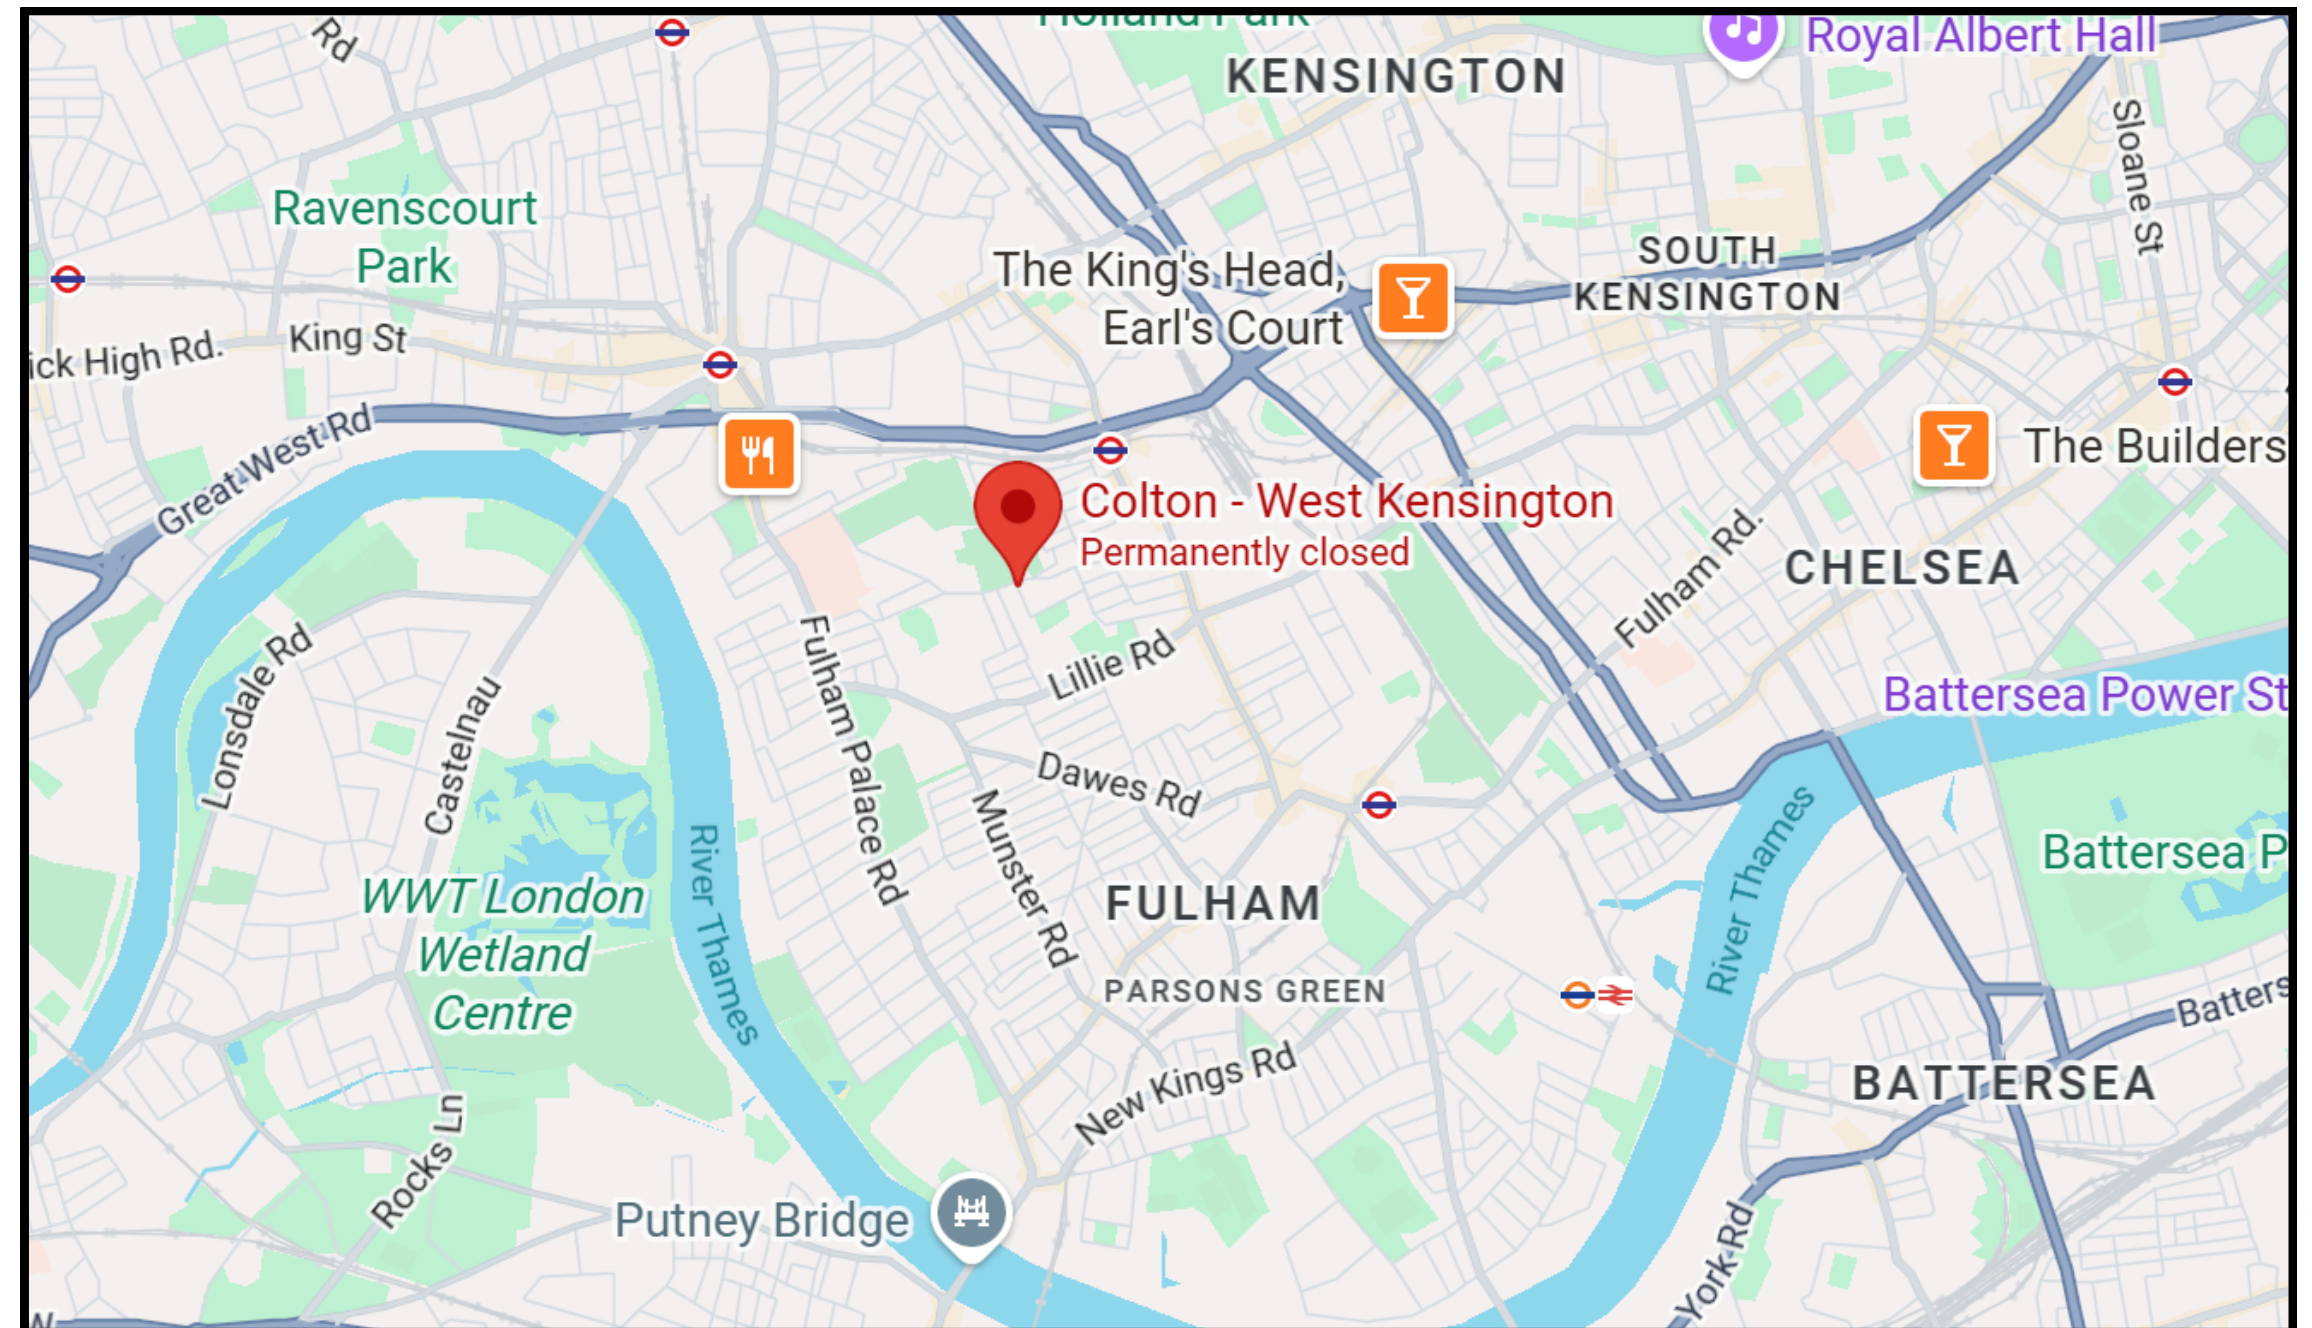 Holland Park
Royal Albert Hall
Rd
KENSINGTON
Sloane St
Ravenscourt
Park
SOUTH
KENSINGTON
The King's Head,
Earl's Court
King St
ick High Rd.
Great West Rd
The Builders
Colton - West Kensington
Permanently closed
Fulham Rd.
CHELSEA
Lonsdale Rd
Castelnau
Fulham Palace Rd
Lillie Rd
Battersea Power St
Dawes Rd
Munster Rd
River Thames
River Thames
Battersea P
WWT London
Wetland
Centre
FULHAM
PARSONS GREEN
Batters
New Kings Rd
BATTERSEA
Rocks Ln
Putney Bridge
York Rd